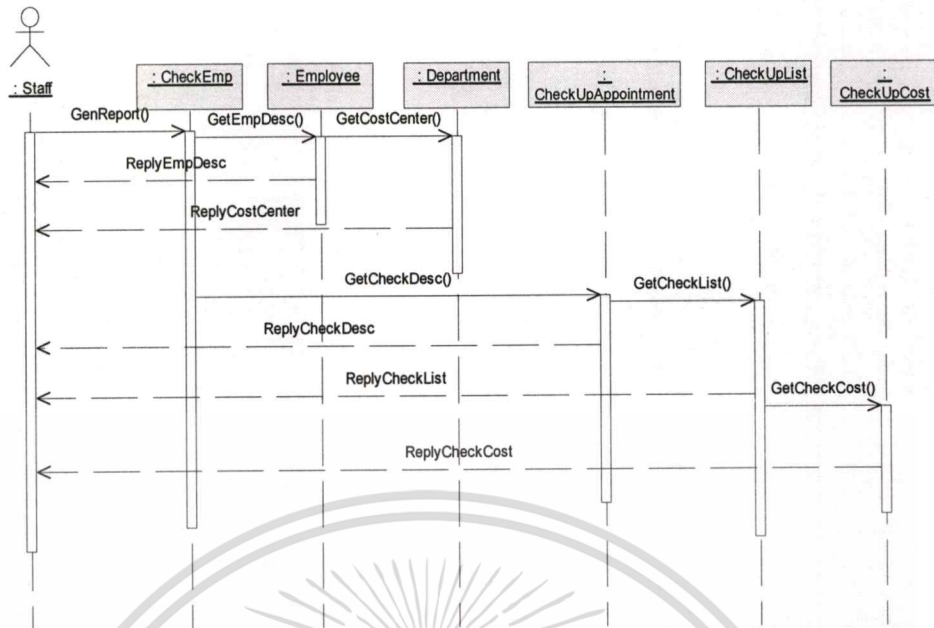 : Staff
: CheckEmp
: Employee
: Department
:
CheckUpAppointment
: CheckUpList
:
CheckUpCost
GenReport()
GetEmpDesc()
GetCostCenter()
ReplyEmpDesc
ReplyCostCenter
GetCheckDesc()
GetCheckList()
ReplyCheckDesc
ReplyCheckList
GetCheckCost()
ReplyCheckCost